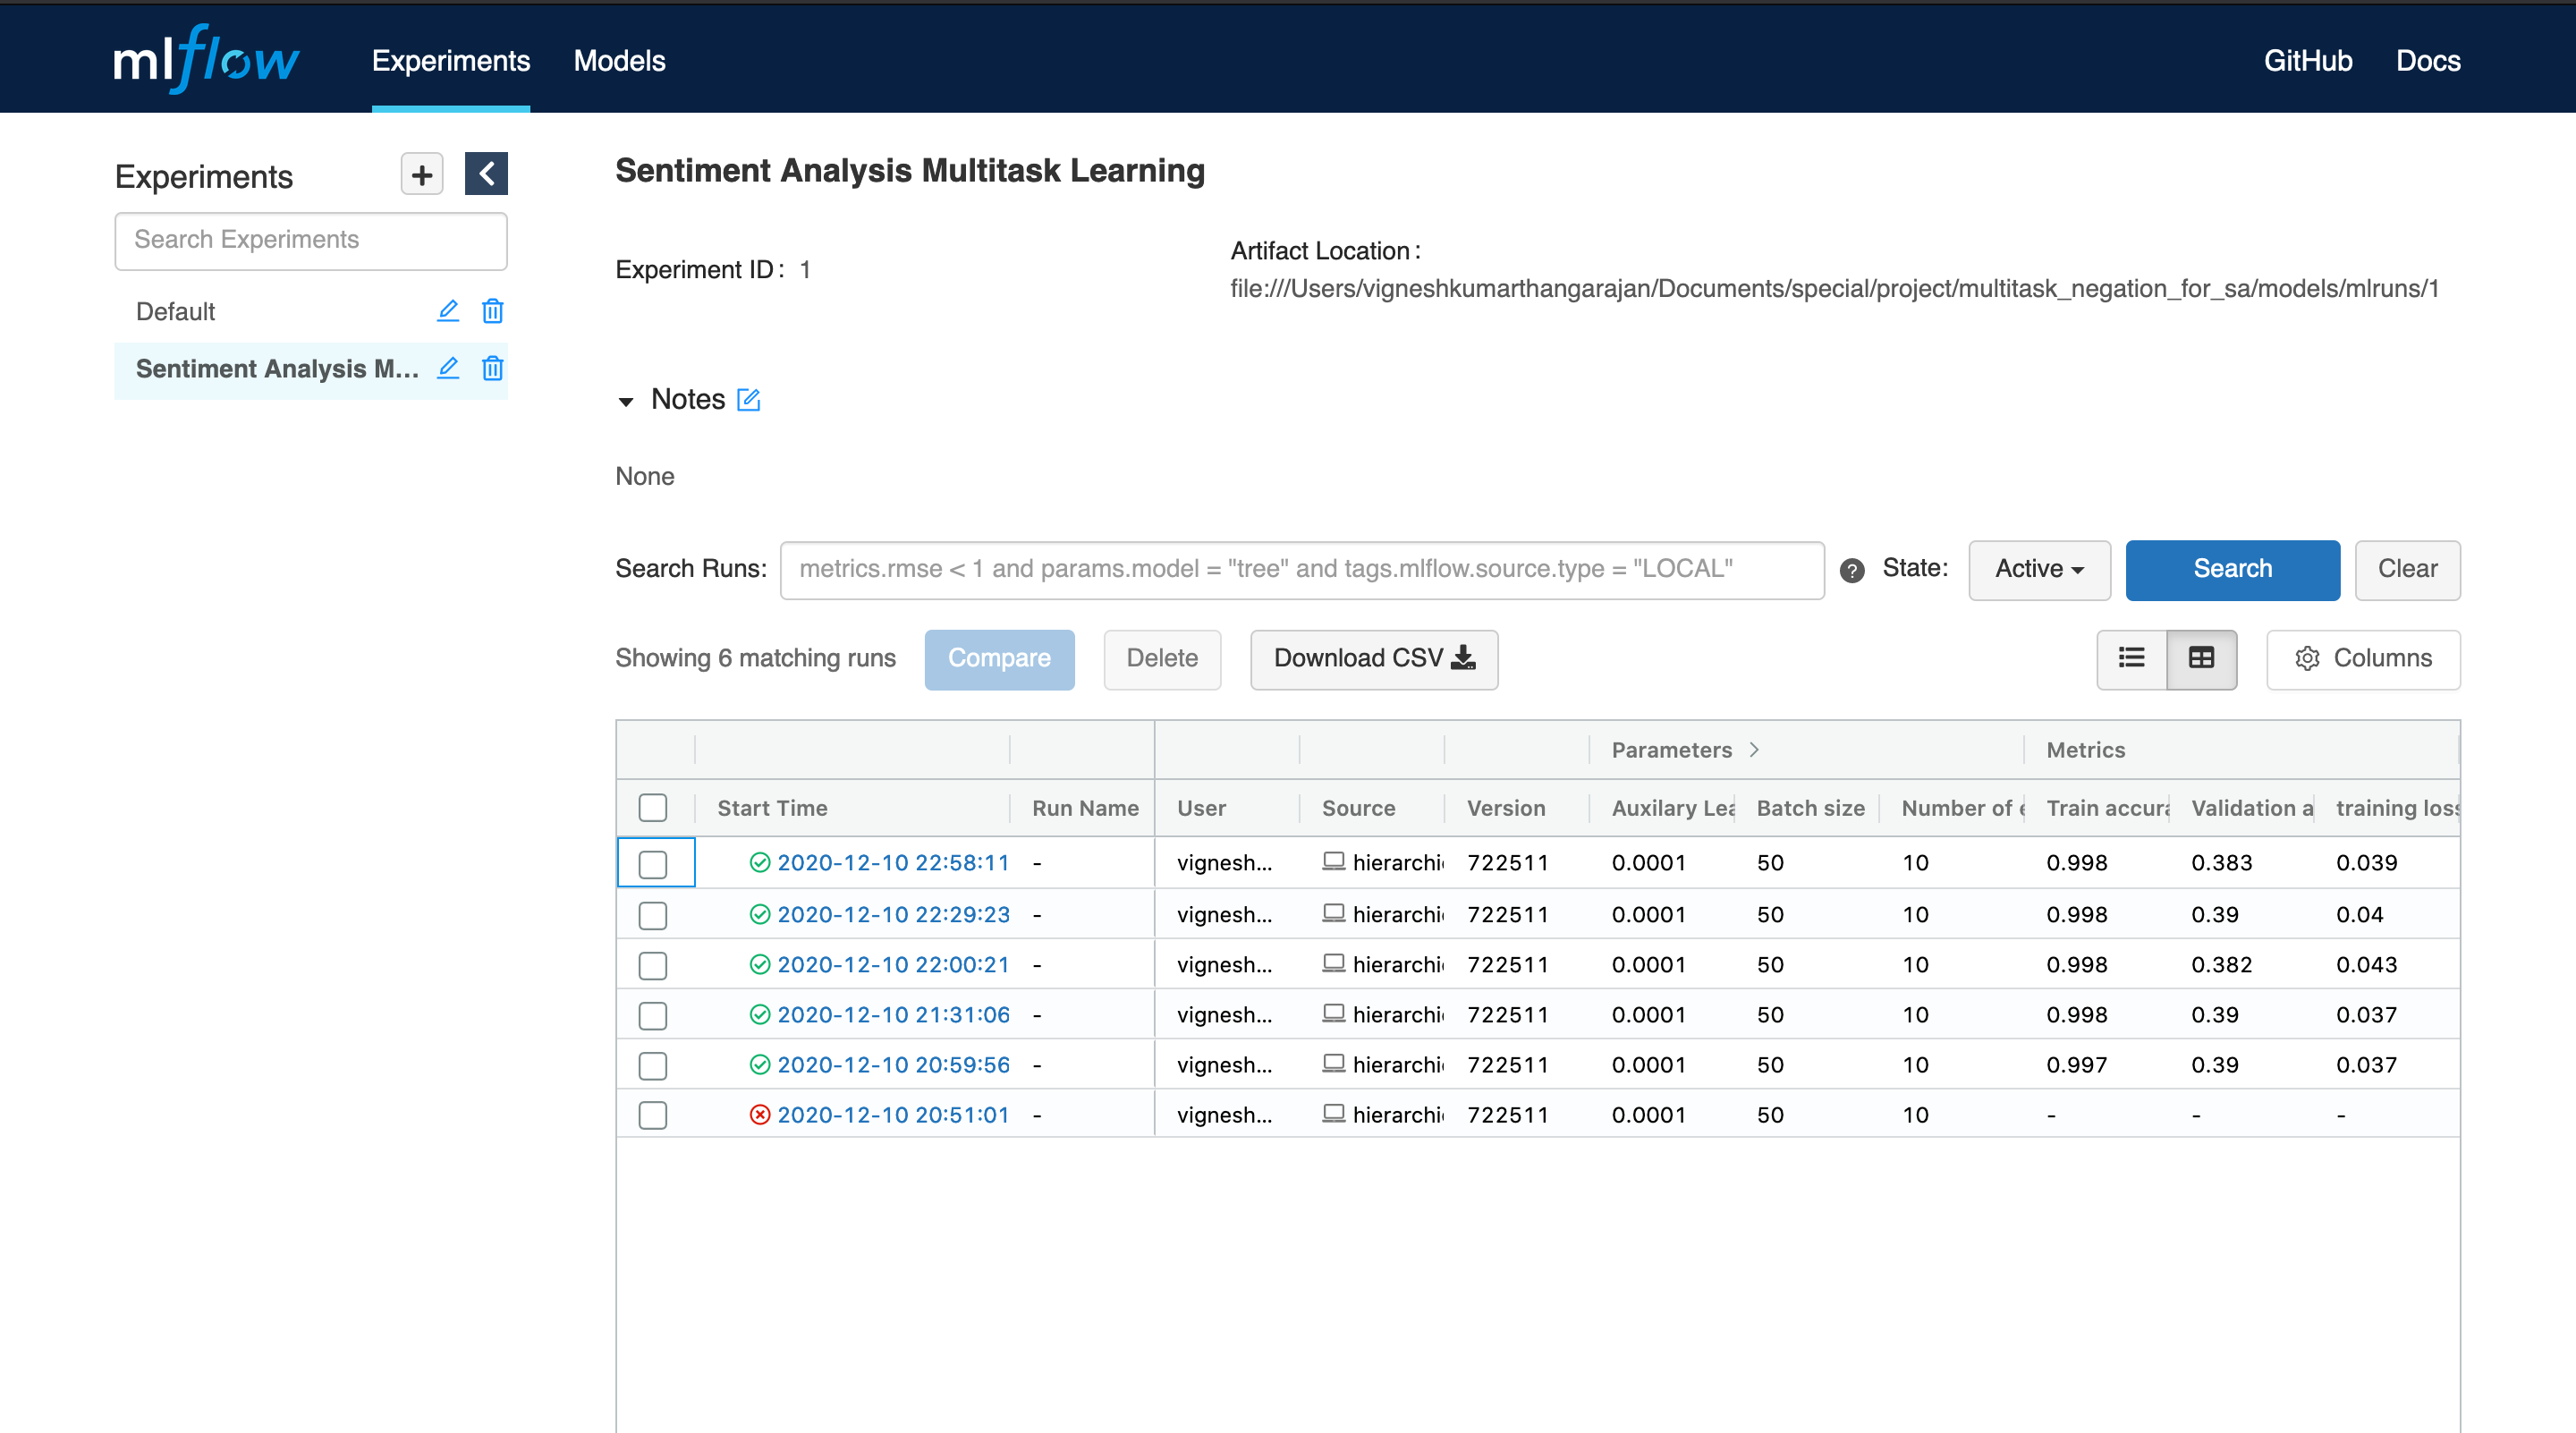 mlflow Experiments Models GitHub Docs
Experiments
Search Experiments
Default
Sentiment Analysis M...
Sentiment Analysis Multitask Learning
Experiment ID: 1
Artifact Location:
file:///Users/vigneshkumarthangarajan/Documents/special/project/multitask_negation_for_sa/models/mlruns/1
Notes
None
Search Runs: metrics.rmse < 1 and params.model = "tree" and tags.mlflow.source.type = "LOCAL" ? State: Active Search Clear
Showing 6 matching runs Compare Delete Download CSV Columns
Parameters > Metrics
Start Time Run Name User Source Version Auxilary Lea Batch size Number of e Train accura Validation a training loss
2020-12-10 22:58:11 - vignesh... hierarchi 722511 0.0001 50 10 0.998 0.383 0.039
2020-12-10 22:29:23 - vignesh... hierarchi 722511 0.0001 50 10 0.998 0.39 0.04
2020-12-10 22:00:21 - vignesh... hierarchi 722511 0.0001 50 10 0.998 0.382 0.043
2020-12-10 21:31:06 - vignesh... hierarchi 722511 0.0001 50 10 0.998 0.39 0.037
2020-12-10 20:59:56 - vignesh... hierarchi 722511 0.0001 50 10 0.997 0.39 0.037
2020-12-10 20:51:01 - vignesh... hierarchi 722511 0.0001 50 10 - - -